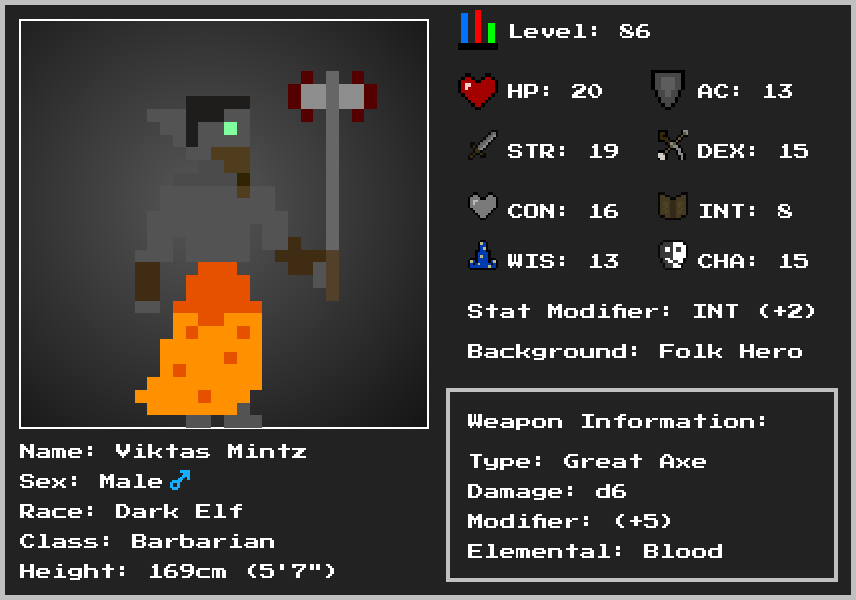 Level: 86
HP: 20 AC: 13
STR: 19 DEX: 15
CON: 16 INT: 8
WIS: 13 CHA: 15
Stat Modifier: INT (+2)
Background: Folk Hero
Weapon Information:
Type: Great Axe
Damage: d6
Modifier: (+5)
Elemental: Blood
Name: Viktas Mintz
Sex: Male♂
Race: Dark Elf
Class: Barbarian
Height: 169cm (5'7")